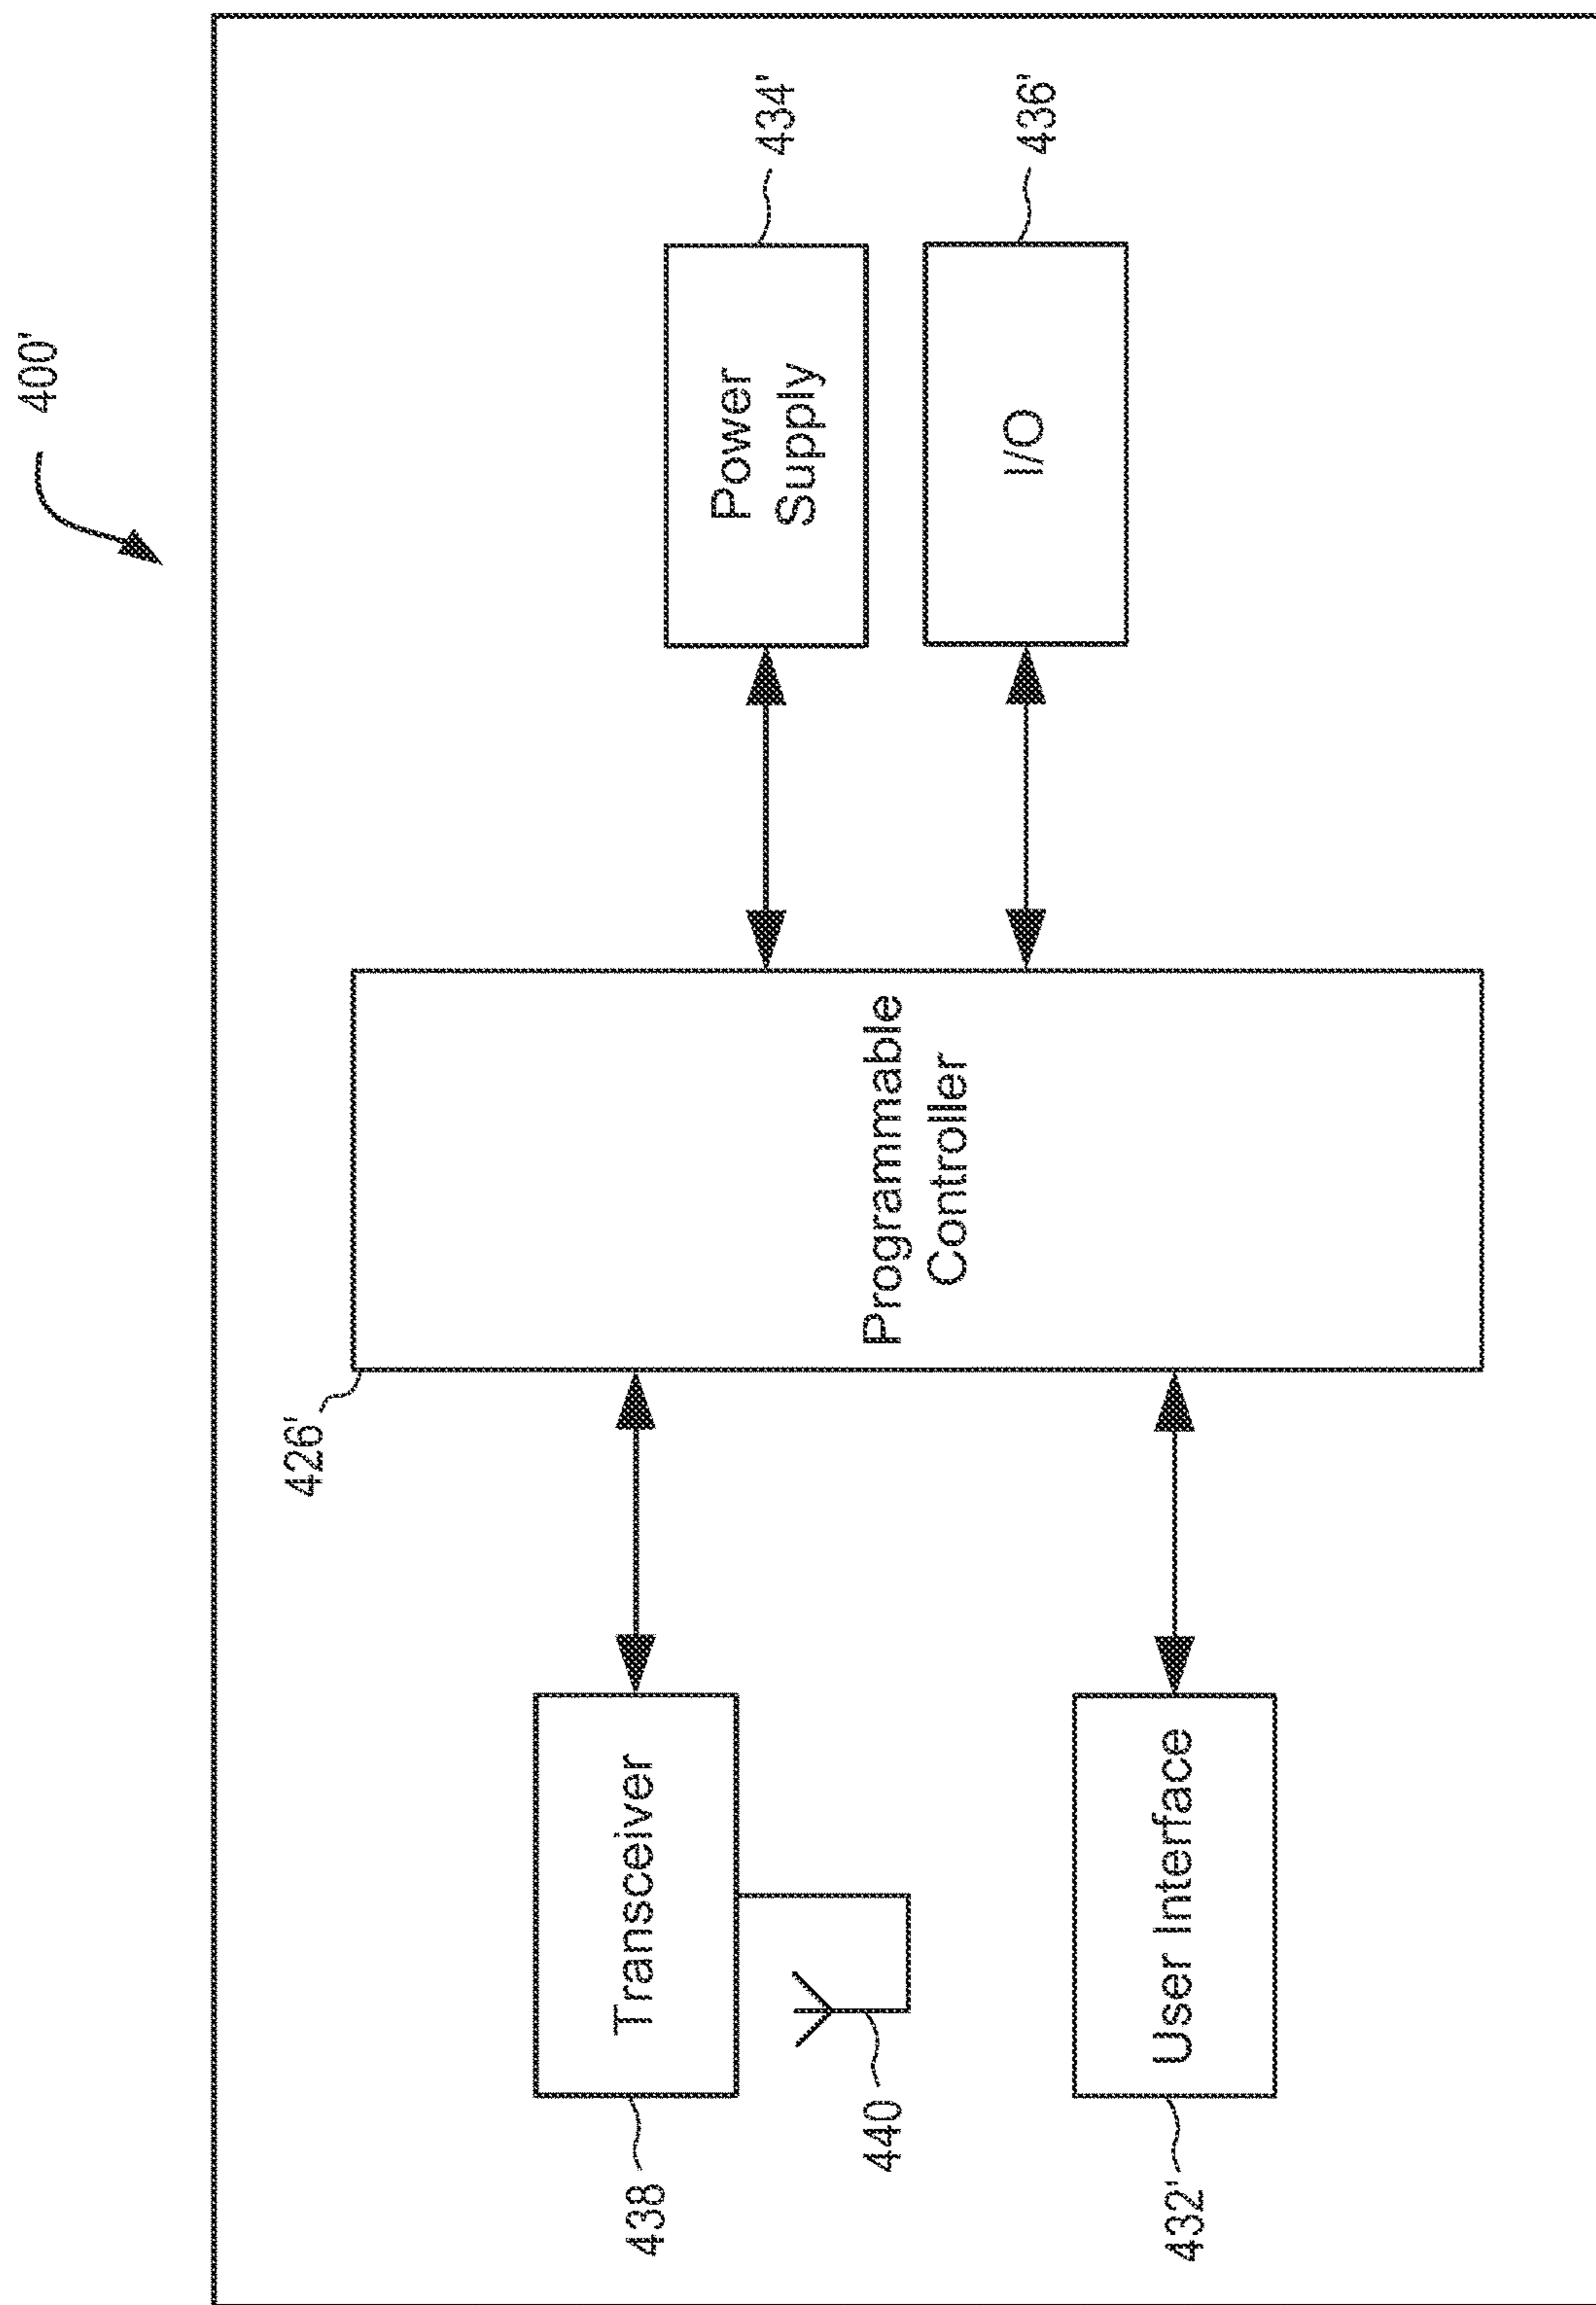 400'
426'
438
Transceiver
440
432'
User Interface
Programmable
Controller
Power
Supply
434'
I/O
436'